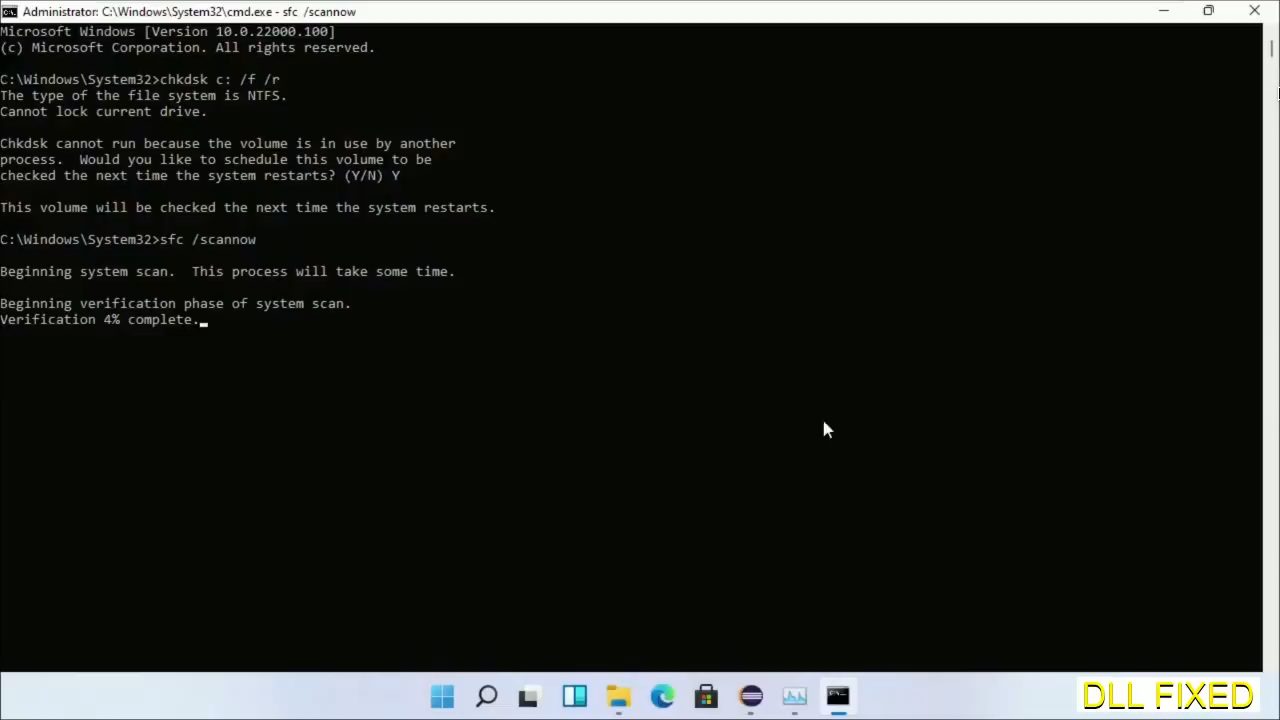 Administrator: C:\Windows\System32\cmd.exe - sfc /scannow
Microsoft Windows [Version 10.0.22000.100]
(c) Microsoft Corporation. All rights reserved.
C:\Windows\System32>chkdsk c: /f /r
The type of the file system is NTFS.
Cannot lock current drive.
Chkdsk cannot run because the volume is in use by another
process.  Would you like to schedule this volume to be
checked the next time the system restarts? (Y/N) Y
This volume will be checked the next time the system restarts.
C:\Windows\System32>sfc /scannow
Beginning system scan.  This process will take some time.
Beginning verification phase of system scan.
Verification 4% complete.
DLL FIXED